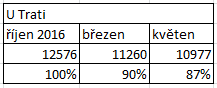 U Trati
říjen 2016 březen květen
12576 11260 10977
100% 90% 87%